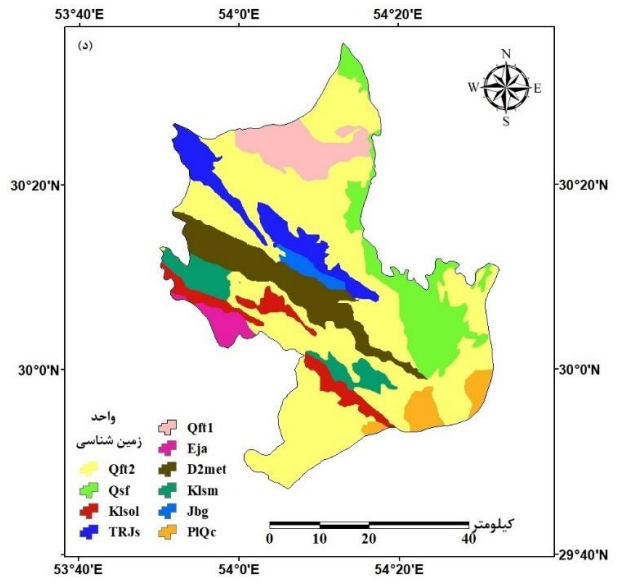 53°40'E 54°0'E 54°20'E
(د)
N
W E
S
30°20'N 30°20'N
30°0'N 30°0'N
واحد
زمین شناسی
Qft2
Qsf
Klsol
TRJs
Qft1
Eja
D2met
Klsm
Jbg
PlQc
کیلومتر
0 10 20 40
29°40'N
53°40'E 54°0'E 54°20'E